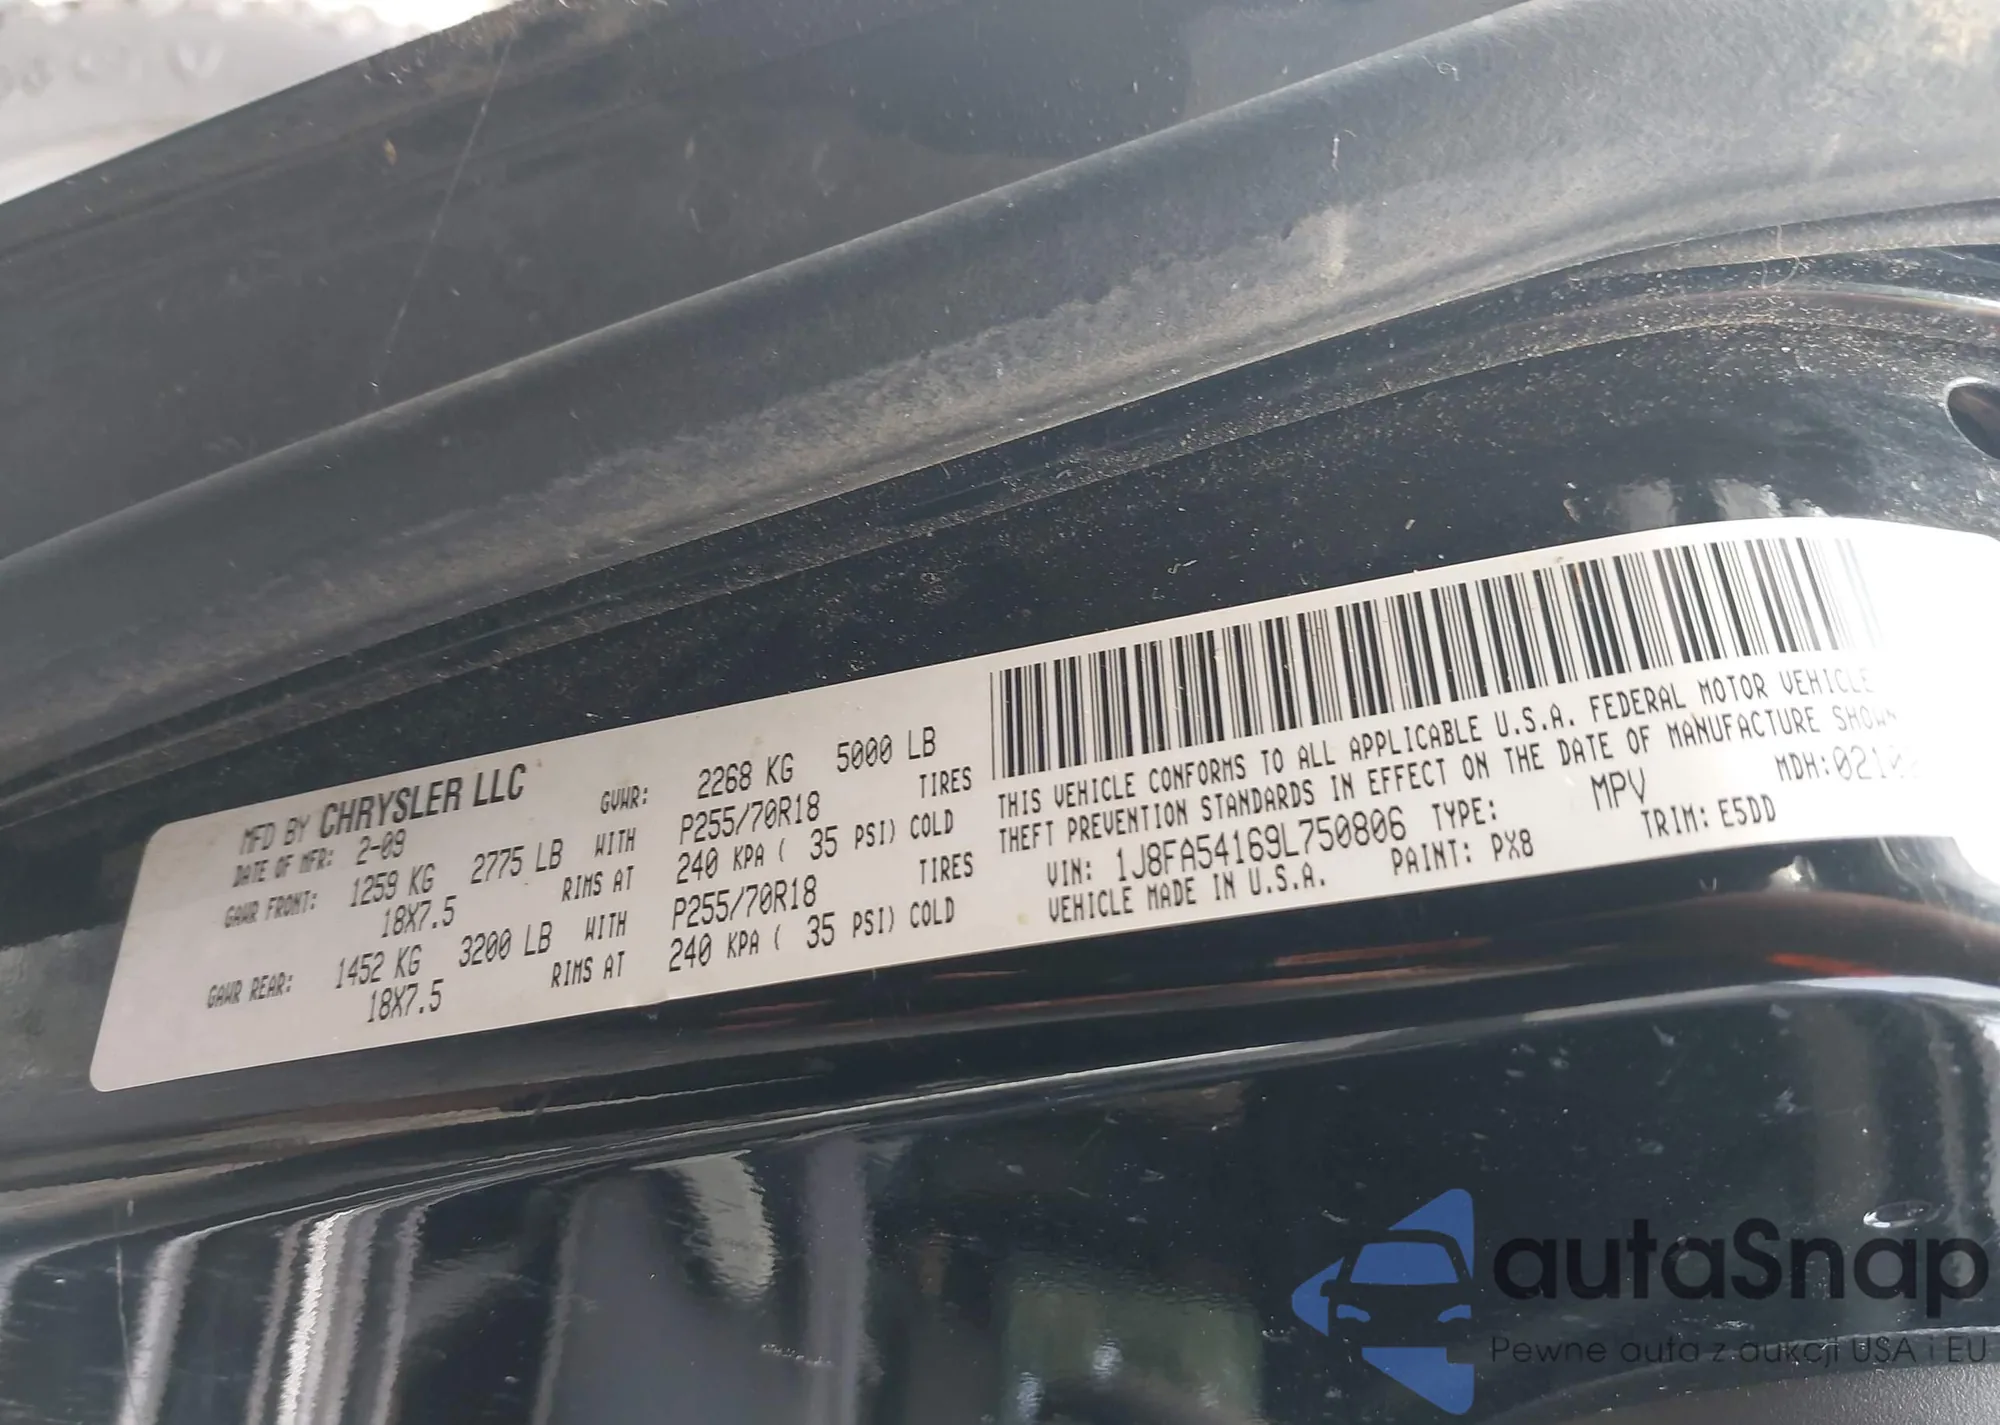 MFD BY CHRYSLER LLC
DATE OF MFR: 2-09 GVWR: 2268 KG 5000 LB
GAWR FRONT: 1259 KG 2775 LB WITH P255/70R18 TIRES
18X7.5 RIMS AT 240 KPA ( 35 PSI) COLD
GAWR REAR: 1452 KG 3200 LB WITH P255/70R18 TIRES
18X7.5 RIMS AT 240 KPA ( 35 PSI) COLD
THIS VEHICLE CONFORMS TO ALL APPLICABLE U.S.A. FEDERAL MOTOR VEHICLE
THEFT PREVENTION STANDARDS IN EFFECT ON THE DATE OF MANUFACTURE
VIN: 1J8FA54169L750806 TYPE: MPV MDH:
VEHICLE MADE IN U.S.A. PAINT: PX8 TRIM: E5DD
autaSnap
Pewne auta z aukcji USA i EU